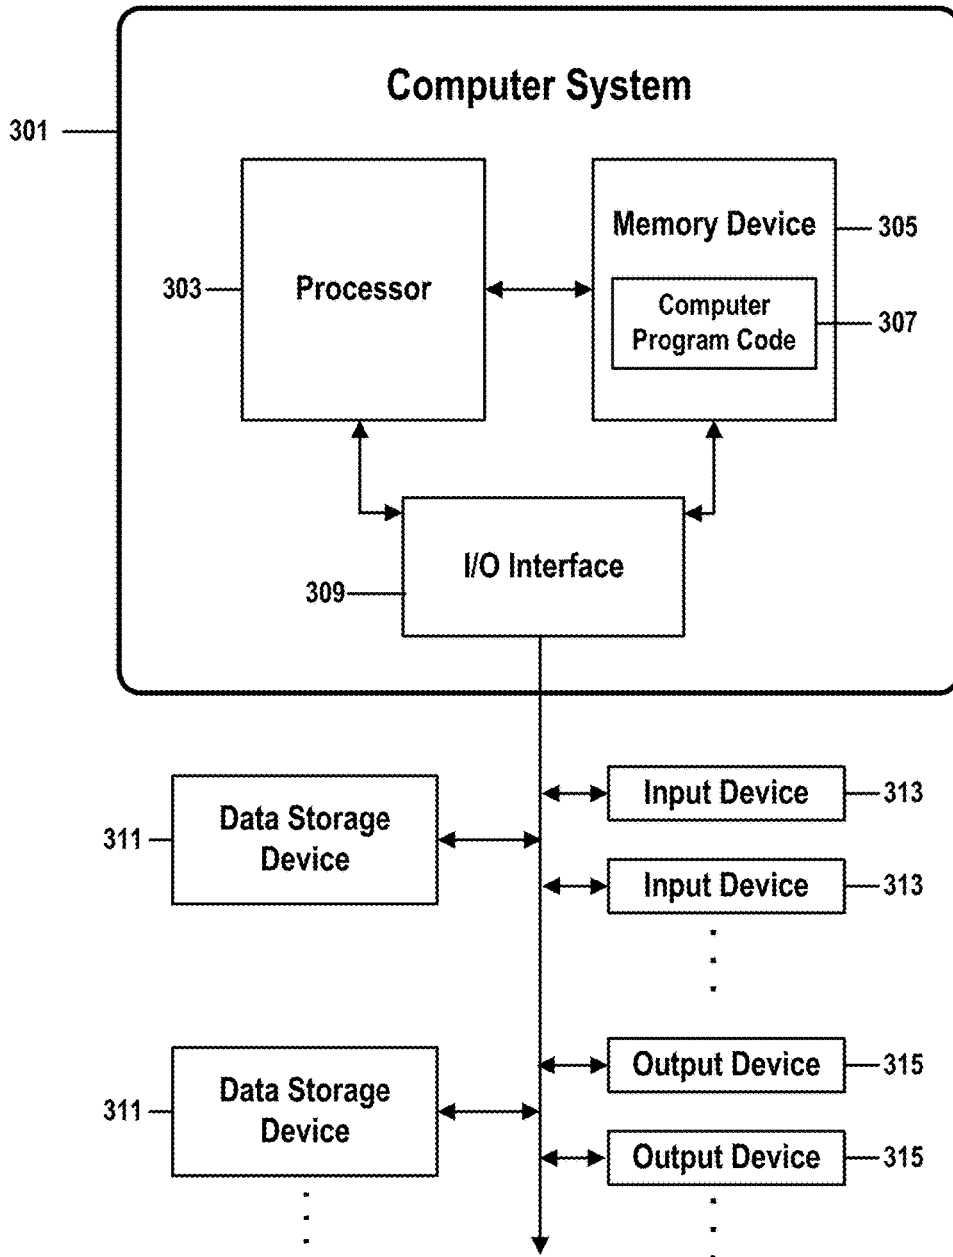 Computer System
301
Memory Device
305
303
Processor
Computer
Program Code
307
I/O Interface
309
Input Device
313
Data Storage
Device
311
Input Device
313
Output Device
315
Data Storage
Device
311
Output Device
315